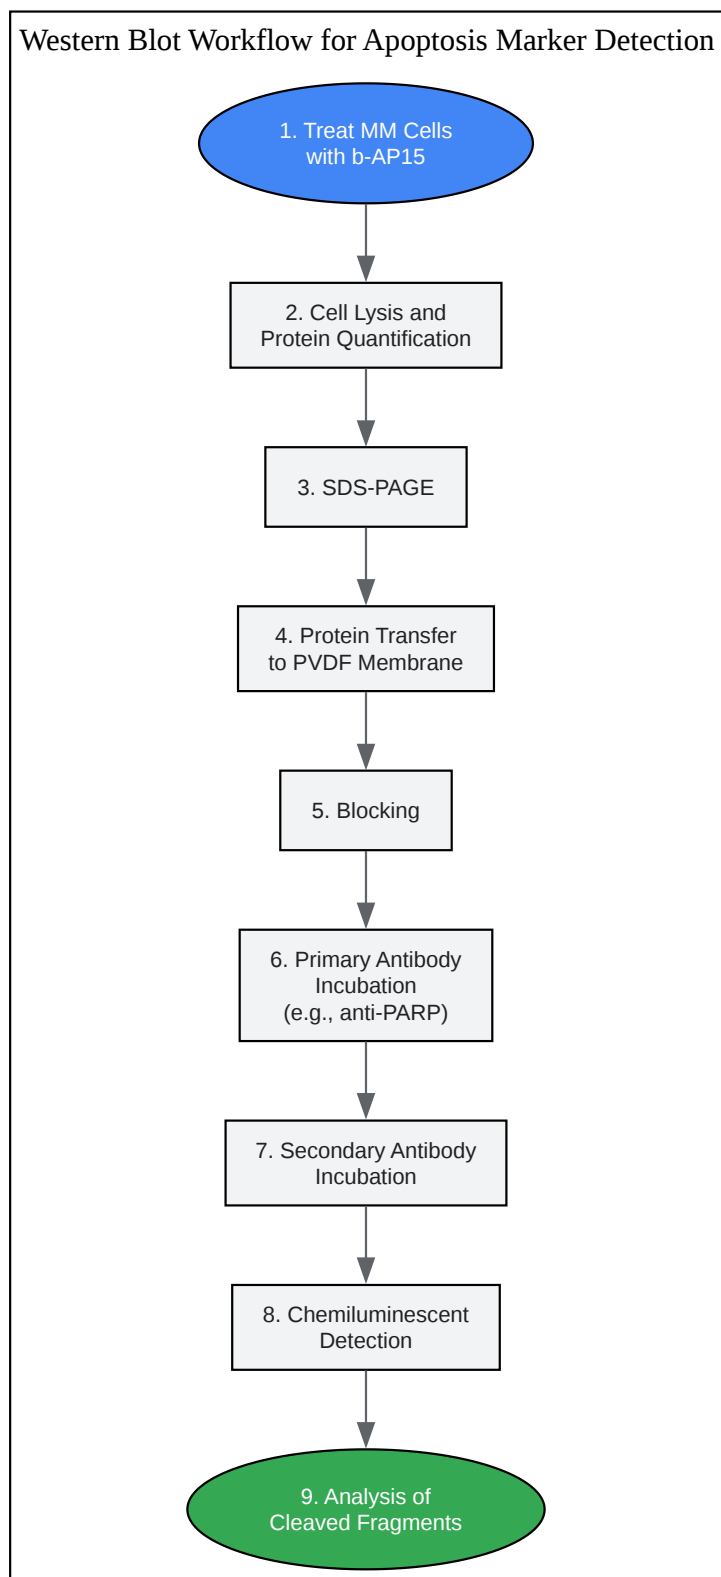 Western Blot Workflow for Apoptosis Marker Detection
1. Treat MM Cells
with b-AP15
2. Cell Lysis and
Protein Quantification
3. SDS-PAGE
4. Protein Transfer
to PVDF Membrane
5. Blocking
6. Primary Antibody
Incubation
(e.g., anti-PARP)
7. Secondary Antibody
Incubation
8. Chemiluminescent
Detection
9. Analysis of
Cleaved Fragments